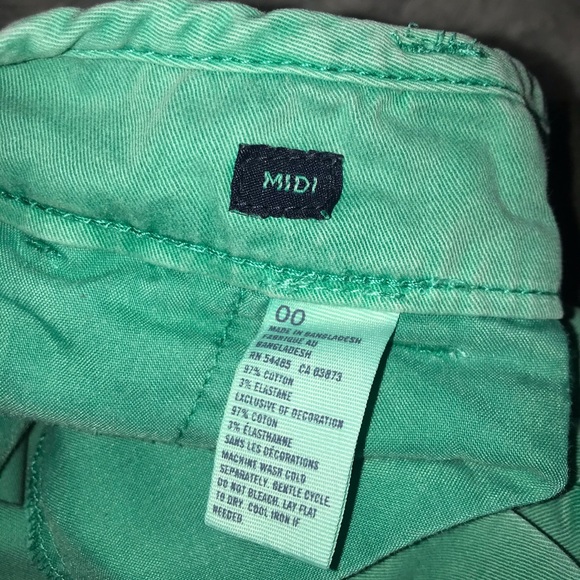 MIDI
00
MADE IN BANGLADESH
FABRIQUE AU
BANGLADESH
RN 54485 CA 03873
97% COTTON
3% ELASTANE
EXCLUSIVE OF DECORATION
97% COTON
3% ÉLASTHANNE
SANS LES DÉCORATIONS
MACHINE WASH COLD
SEPARATELY. GENTLE CYCLE.
DO NOT BLEACH. LAY FLAT
TO DRY. COOL IRON IF
NEEDED.